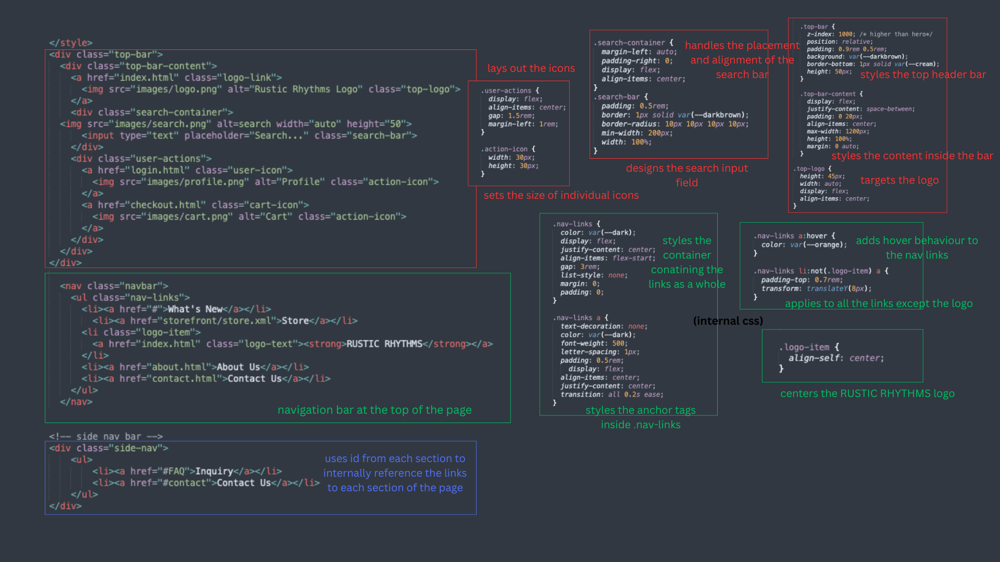 </style>
<div class="top-bar">
<div class="top-bar-content">
<a href="index.html" class="logo-link">
<img src="images/logo.png" alt="Rustic Rhythms Logo" class="top-logo">
</a>
<div class="search-container">
<img src="images/search.png" alt=search width="auto" height="50">
<input type="text" placeholder="Search..." class="search-bar">
</div>
<div class="user-actions">
<a href="login.html" class="user-icon">
<img src="images/profile.png" alt="Profile" class="action-icon">
</a>
<a href="checkout.html" class="cart-icon">
<img src="images/cart.png" alt="Cart" class="action-icon">
</a>
</div>
</div>
</div>
<nav class="navbar">
<ul class="nav-links">
<li><a href="#">What's New</a></li>
<li><a href="storefront/store.xml">Store</a></li>
<li class="logo-item">
<a href="index.html" class="logo-text"><strong>RUSTIC RHYTHMS</strong></a>
</li>
<li><a href="about.html">About Us</a></li>
<li><a href="contact.html">Contact Us</a></li>
</ul>
</nav>
navigation bar at the top of the page
<!-- side nav bar -->
<div class="side-nav">
<ul>
<li><a href="#FAQ">Inquiry</a></li>
<li><a href="#contact">Contact Us</a></li>
</ul>
</div>
uses id from each section to
internally reference the links
to each section of the page
lays out the icons
.user-actions {
display: flex;
align-items: center;
gap: 1.5rem;
margin-left: 1rem;
}
.action-icon {
width: 30px;
height: 30px;
}
sets the size of individual icons
.search-container {
margin-left: auto;
padding-right: 0;
display: flex;
align-items: center;
}
handles the placement
and alignment of the
search bar
.search-bar {
padding: 0.5rem;
border: 1px solid var(--darkbrown);
border-radius: 10px 10px 10px 10px;
min-width: 200px;
width: 100%;
}
designs the search input
field
.top-bar {
z-index: 1000; /* higher than hero*/
position: relative;
padding: 0.9rem 0.5rem;
background: var(--darkbrown);
border-bottom: 1px solid var(--cream);
height: 50px;
}
styles the top header bar
.top-bar-content {
display: flex;
justify-content: space-between;
padding: 0 20px;
align-items: center;
max-width: 1200px;
height: 100%;
margin: 0 auto;
}
styles the content inside the bar
.top-logo {
height: 45px;
width: auto;
display: flex;
align-items: center;
}
targets the logo
.nav-links {
color: var(--dark);
display: flex;
justify-content: center;
align-items: flex-start;
gap: 3rem;
list-style: none;
margin: 0;
padding: 0;
}
styles the
container
conatining the
links as a whole
.nav-links a {
text-decoration: none;
color: var(--dark);
font-weight: 500;
letter-spacing: 1px;
padding: 0.5rem;
display: flex;
align-items: center;
justify-content: center;
transition: all 0.2s ease;
}
styles the anchor tags
inside .nav-links
.nav-links a:hover {
color: var(--orange);
}
adds hover behaviour to
the nav links
.nav-links li:not(.logo-item) a {
padding-top: 0.7rem;
transform: translateY(8px);
}
applies to all the links except the logo
(internal css)
.logo-item {
align-self: center;
}
centers the RUSTIC RHYTHMS logo